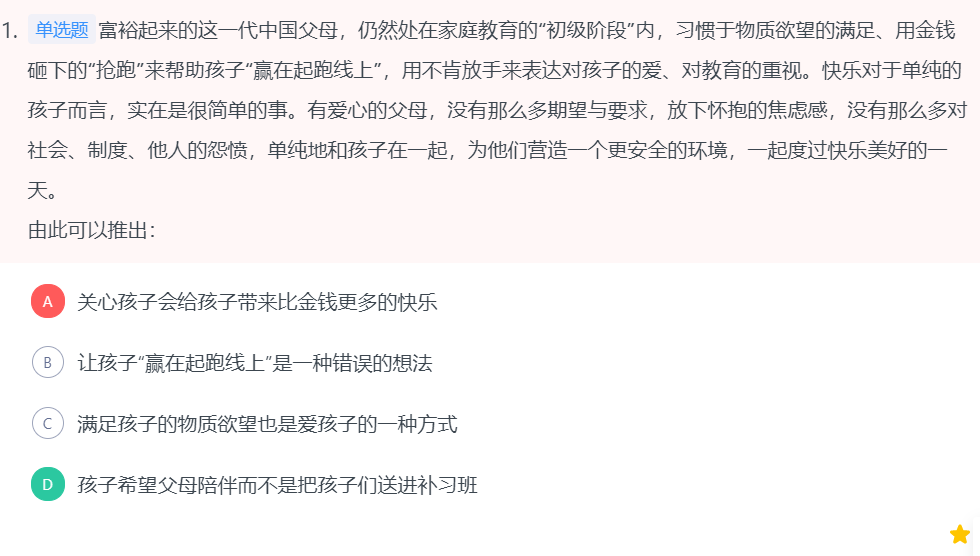 1. 单选题 富裕起来的这一代中国父母，仍然处在家庭教育的“初级阶段”内，习惯于物质欲望的满足、用金钱
砸下的“抢跑”来帮助孩子“赢在起跑线上”，用不肯放手来表达对孩子的爱、对教育的重视。快乐对于单纯的
孩子而言，实在是很简单的事。有爱心的父母，没有那么多期望与要求，放下怀抱的焦虑感，没有那么多对
社会、制度、他人的怨愤，单纯地和孩子在一起，为他们营造一个更安全的环境，一起度过快乐美好的一
天。
由此可以推出：
A 关心孩子会给孩子带来比金钱更多的快乐
B 让孩子“赢在起跑线上”是一种错误的想法
C 满足孩子的物质欲望也是爱孩子的一种方式
D 孩子希望父母陪伴而不是把孩子们送进补习班